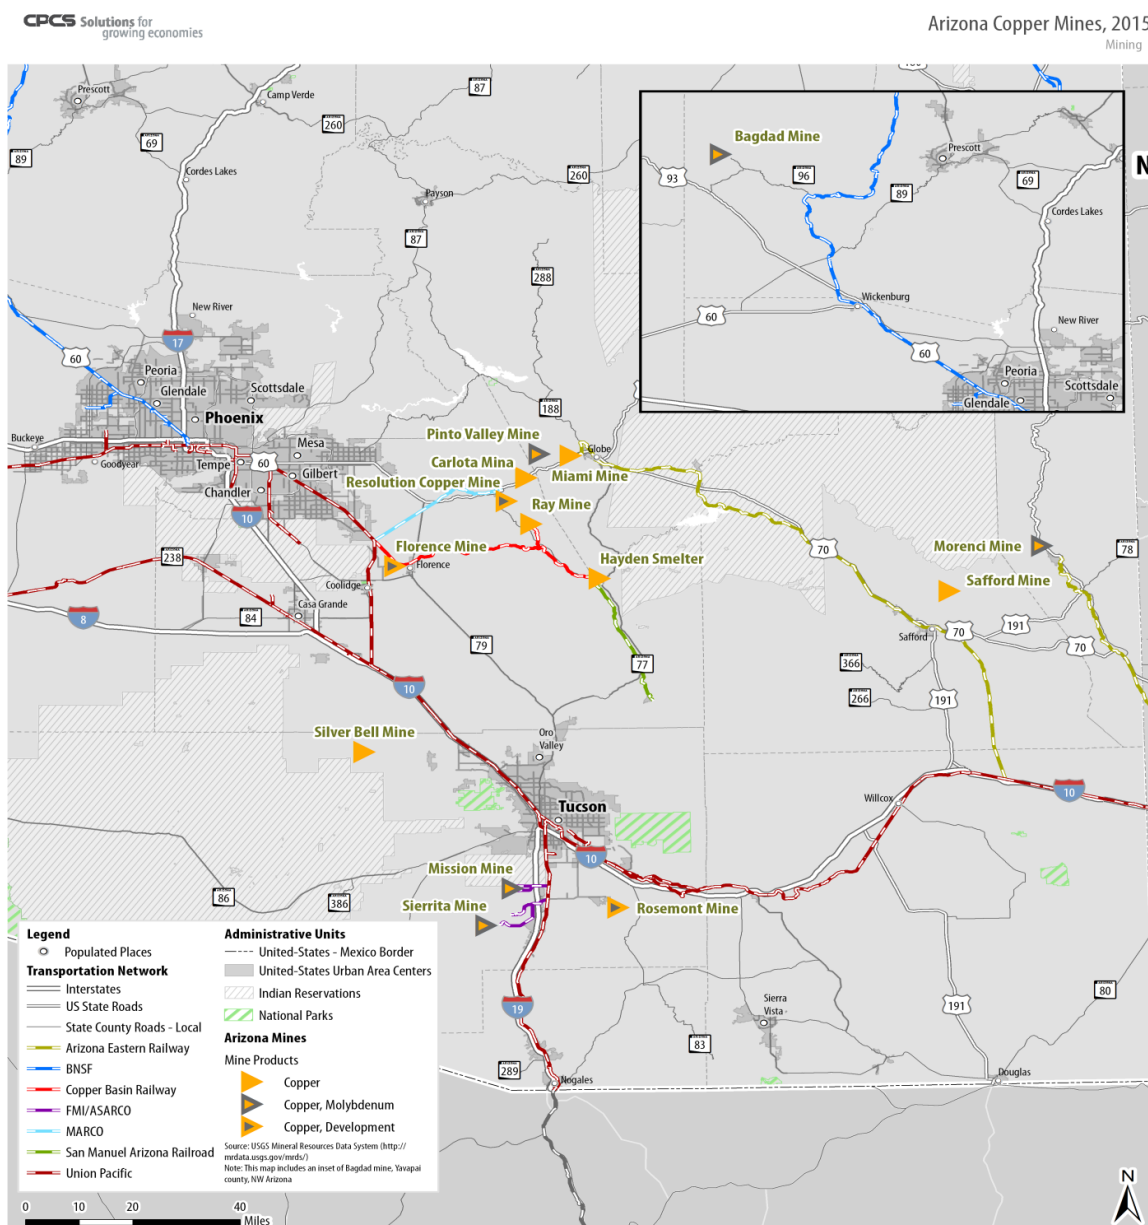 CPCS Solutions for
growing economies
Arizona Copper Mines, 2015
Mining
Prescott
Camp Verde
87
260
69
89
Cordes Lakes
260
Payson
87
288
New River
17
60
Peoria
Glendale
Scottsdale
Phoenix
188
Buckeye
Mesa
Goodyear
Tempe
60
Gilbert
Chandler
10
Bagdad Mine
Prescott
96
93
69
89
Cordes Lakes
Wickenburg
60
New River
60
Peoria
Glendale
Scottsdale
N
Pinto Valley Mine
Globe
Carlota Mina
Miami Mine
Resolution Copper Mine
Ray Mine
Florence Mine
Florence
Hayden Smelter
70
Morenci Mine
78
Safford Mine
238
Coolidge
Casa Grande
8
84
79
Safford
70
191
70
77
366
266
191
10
Silver Bell Mine
Oro
Valley
Tucson
Willcox
10
10
Mission Mine
86
386
Sierrita Mine
Rosemont Mine
80
191
Sierra
Vista
19
83
289
Nogales
Douglas
Legend
Populated Places
Transportation Network
Interstates
US State Roads
State County Roads - Local
Arizona Eastern Railway
BNSF
Copper Basin Railway
FMI/ASARCO
MARCO
San Manuel Arizona Railroad
Union Pacific
Administrative Units
United-States - Mexico Border
United-States Urban Area Centers
Indian Reservations
National Parks
Arizona Mines
Mine Products
Copper
Copper, Molybdenum
Copper, Development
Source: USGS Mineral Resources Data System (http://
mrdata.usgs.gov/mrds/)
Note: This map includes an inset of Bagdad mine, Yavapai
county, NW Arizona
0 10 20 40
Miles
N